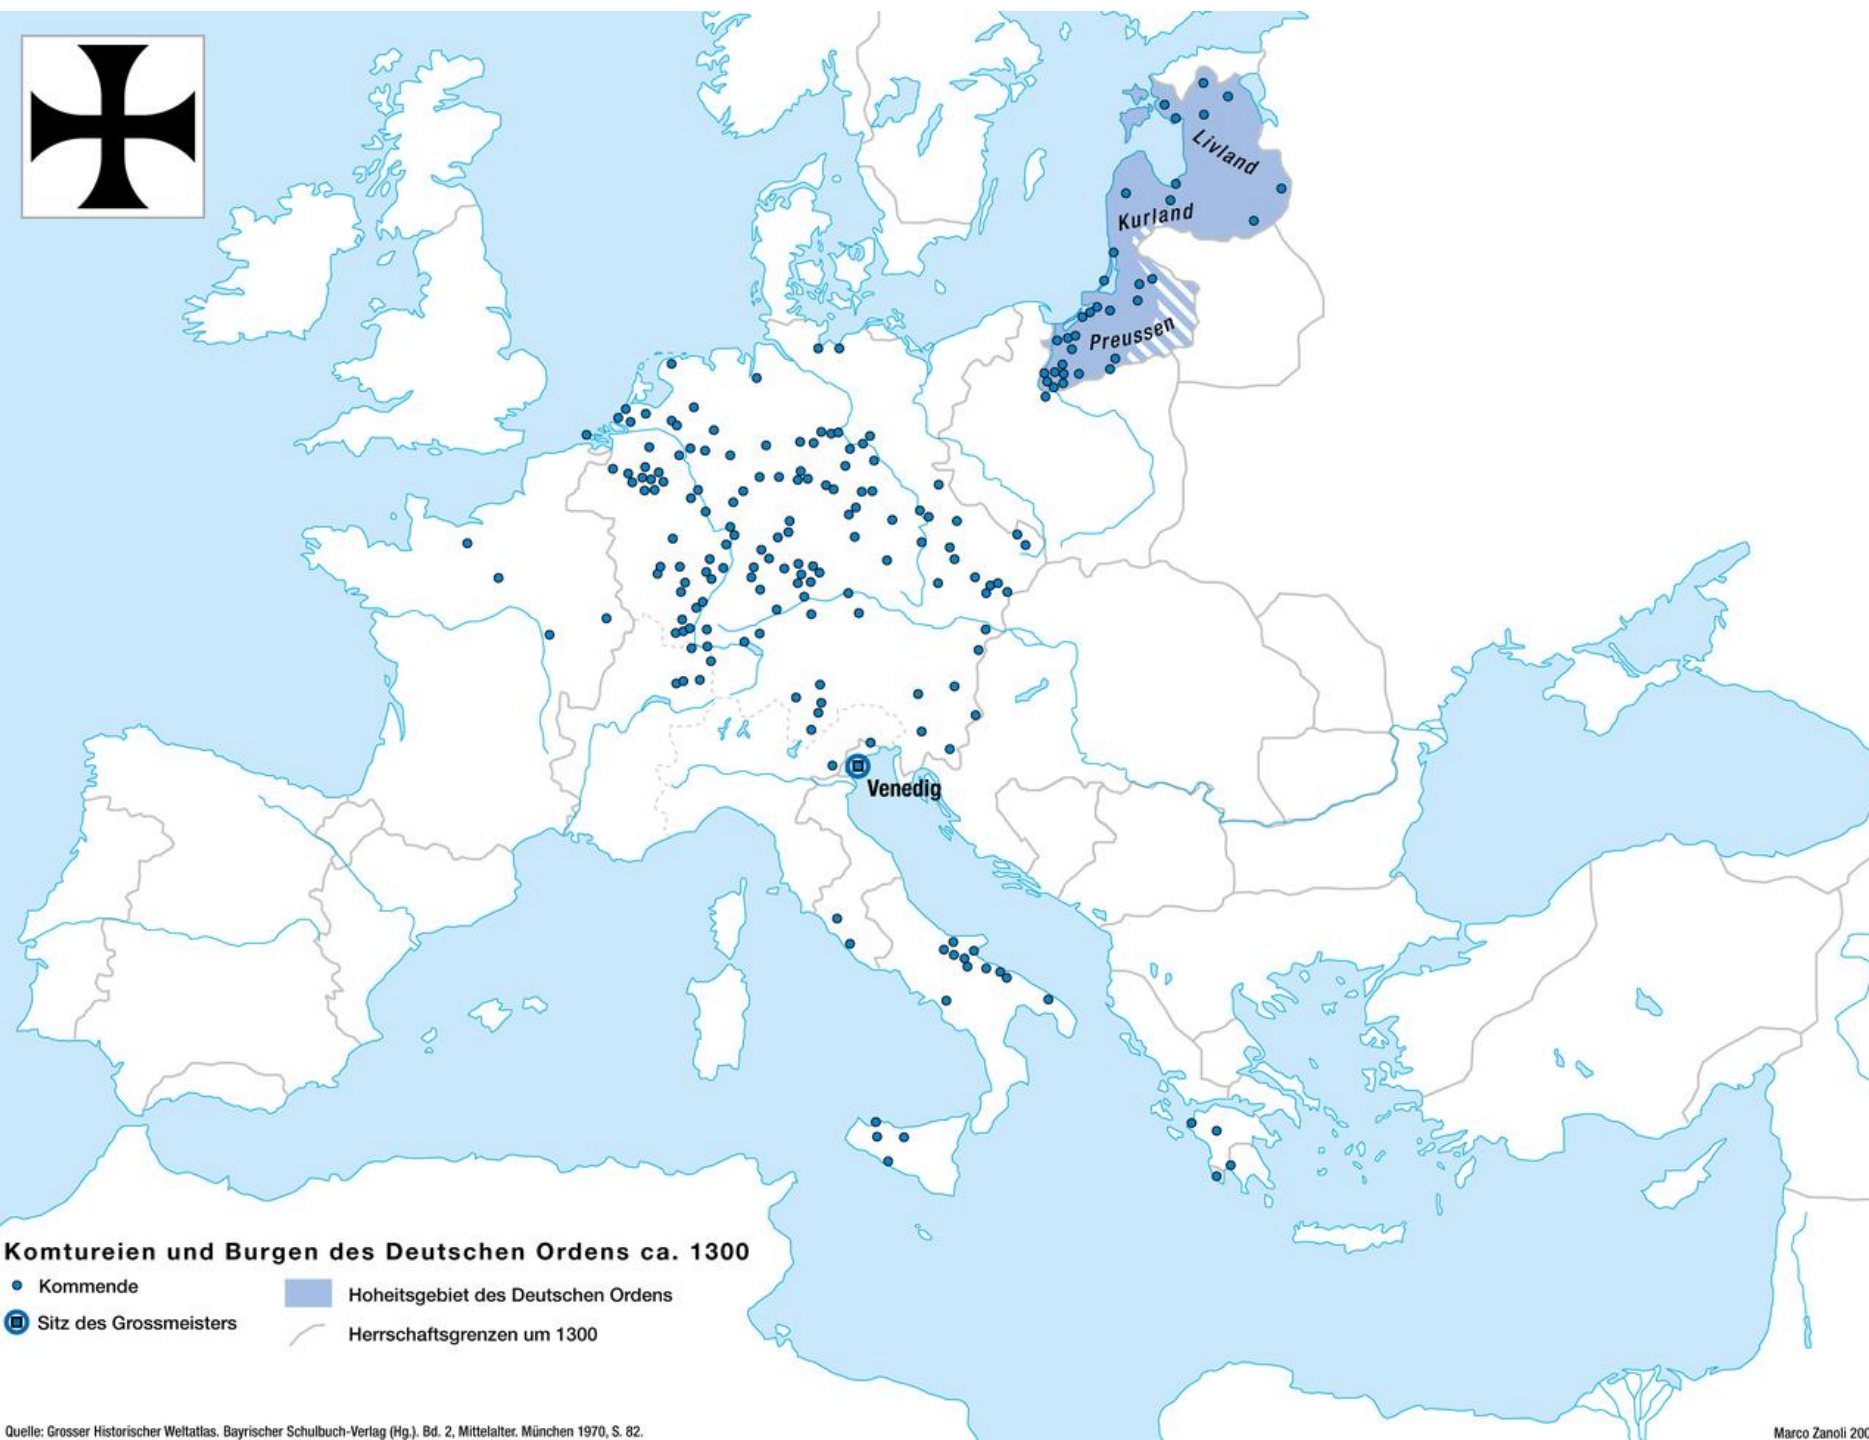 Livland
Kurland
Preussen
Venedig
Komtureien und Burgen des Deutschen Ordens ca. 1300
Kommende
Hoheitsgebiet des Deutschen Ordens
Sitz des Grossmeisters
Herrschaftsgrenzen um 1300
Quelle: Grosser Historischer Weltatlas. Bayrischer Schulbuch-Verlag (Hg.). Bd. 2, Mittelalter. München 1970, S. 82.
Marco Zanoli